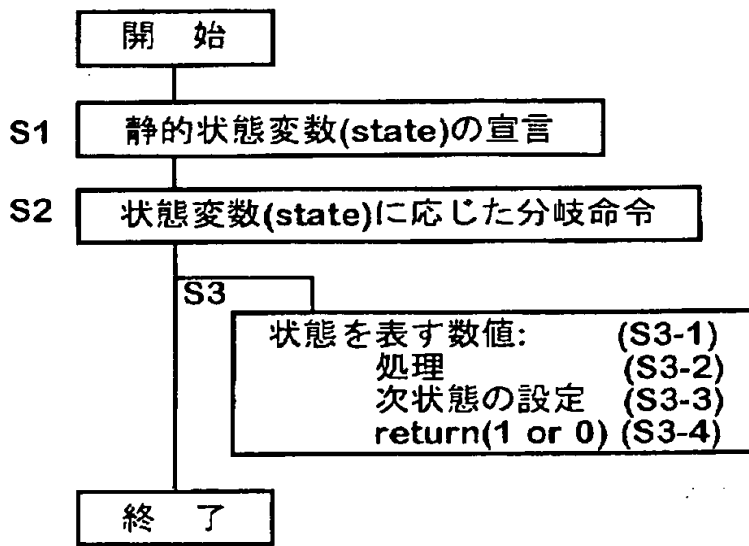 開 始
S1 静的状態変数(state)の宣言
S2 状態変数(state)に応じた分岐命令
S3
状態を表す数値: (S3-1)
処理 (S3-2)
次状態の設定 (S3-3)
return(1 or 0) (S3-4)
終 了